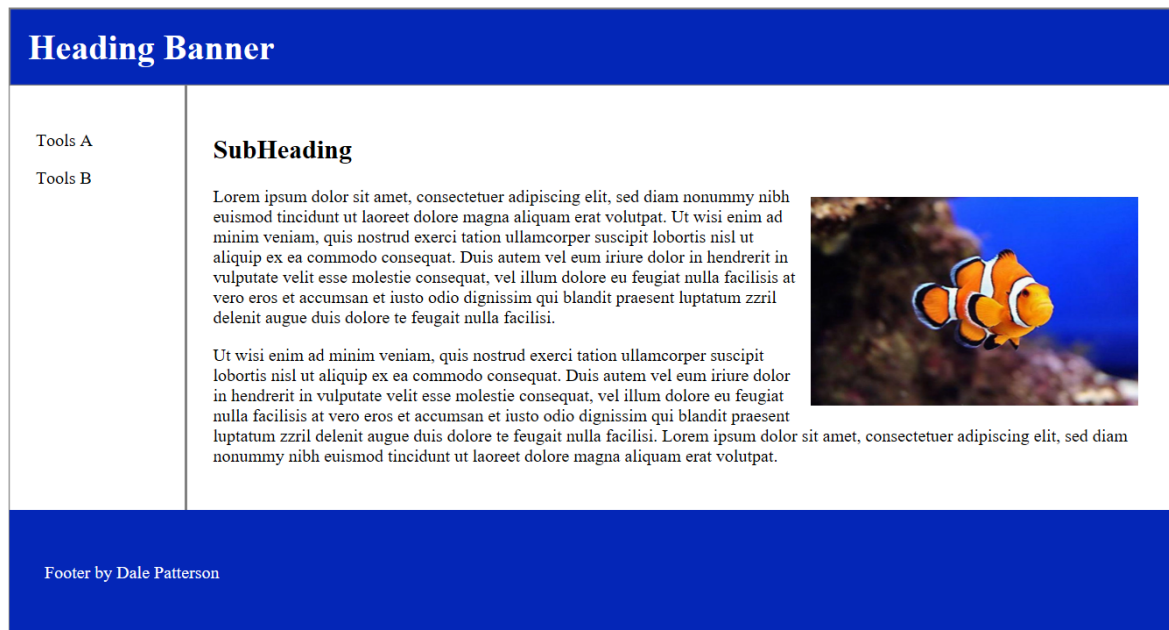 Heading Banner
Tools A
Tools B
SubHeading
Lorem ipsum dolor sit amet, consectetuer adipiscing elit, sed diam nonummy nibh
euismod tincidunt ut laoreet dolore magna aliquam erat volutpat. Ut wisi enim ad
minim veniam, quis nostrud exerci tation ullamcorper suscipit lobortis nisl ut
aliquip ex ea commodo consequat. Duis autem vel eum iriure dolor in hendrerit in
vulputate velit esse molestie consequat, vel illum dolore eu feugiat nulla facilisis at
vero eros et accumsan et iusto odio dignissim qui blandit praesent luptatum zzril
delenit augue duis dolore te feugait nulla facilisi.
Ut wisi enim ad minim veniam, quis nostrud exerci tation ullamcorper suscipit
lobortis nisl ut aliquip ex ea commodo consequat. Duis autem vel eum iriure dolor
in hendrerit in vulputate velit esse molestie consequat, vel illum dolore eu feugiat
nulla facilisis at vero eros et accumsan et iusto odio dignissim qui blandit praesent
luptatum zzril delenit augue duis dolore te feugait nulla facilisi. Lorem ipsum dolor sit amet, consectetuer adipiscing elit, sed diam
nonummy nibh euismod tincidunt ut laoreet dolore magna aliquam erat volutpat.
Footer by Dale Patterson